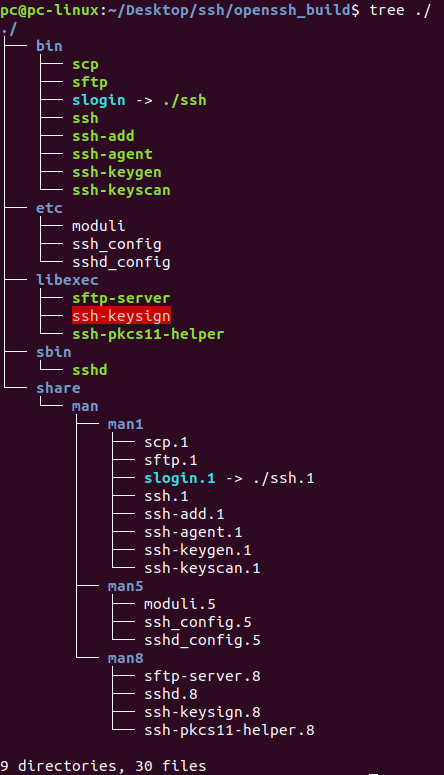 pc@pc-linux:~/Desktop/ssh/openssh_build$ tree ./
./
├── bin
│   ├── scp
│   ├── sftp
│   ├── slogin -> ./ssh
│   ├── ssh
│   ├── ssh-add
│   ├── ssh-agent
│   ├── ssh-keygen
│   └── ssh-keyscan
├── etc
│   ├── moduli
│   ├── ssh_config
│   └── sshd_config
├── libexec
│   ├── sftp-server
│   ├── ssh-keysign
│   └── ssh-pkcs11-helper
├── sbin
│   └── sshd
└── share
    └── man
        ├── man1
        │   ├── scp.1
        │   ├── sftp.1
        │   ├── slogin.1 -> ./ssh.1
        │   ├── ssh.1
        │   ├── ssh-add.1
        │   ├── ssh-agent.1
        │   ├── ssh-keygen.1
        │   └── ssh-keyscan.1
        ├── man5
        │   ├── moduli.5
        │   ├── ssh_config.5
        │   └── sshd_config.5
        └── man8
            ├── sftp-server.8
            ├── sshd.8
            ├── ssh-keysign.8
            └── ssh-pkcs11-helper.8
9 directories, 30 files